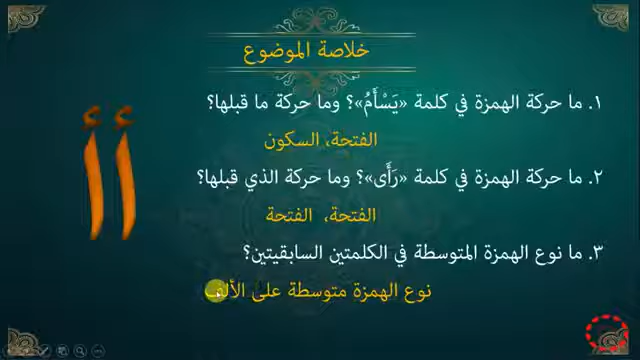 خلاصة الموضوع
١. ما حركة الهمزة في كلمة «يَسْأَمُ»؟ وما حركة ما قبلها؟
الفتحة، السكون
٢. ما حركة الهمزة في كلمة «رَأَى»؟ وما حركة الذي قبلها؟
الفتحة، الفتحة
٣. ما نوع الهمزة المتوسطة في الكلمتين السابقيتين؟
نوع الهمزة متوسطة على الألف
أ أ